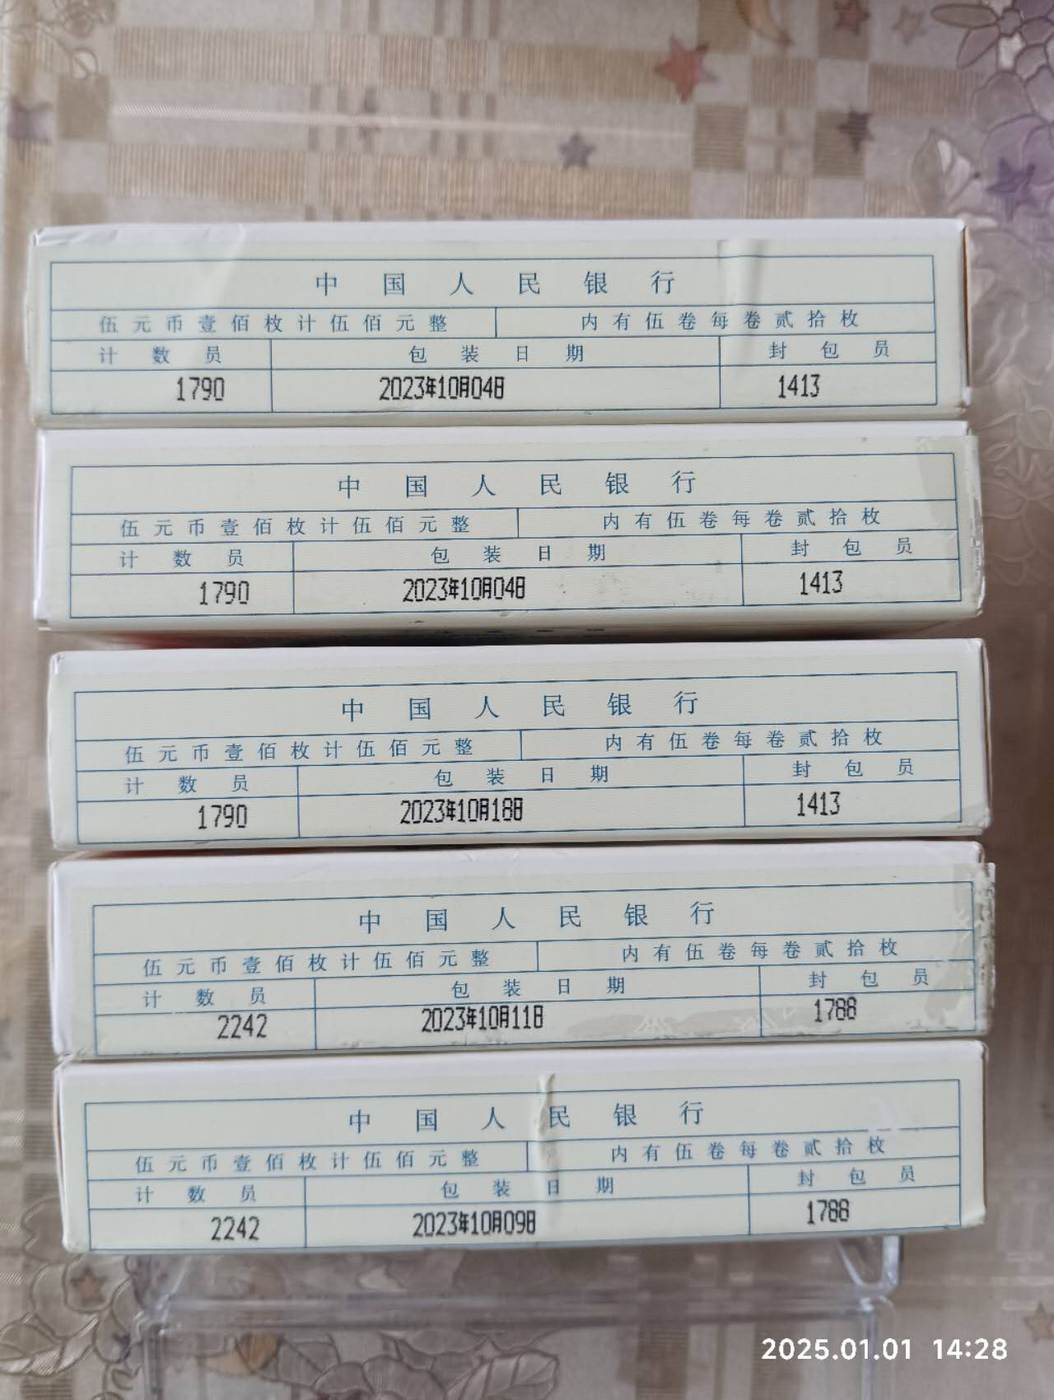 中国人民银行
伍元币壹佰枚计伍佰元整 内有伍卷每卷贰拾枚
计数员 包装日期 封包员
1790 2023年10月04日 1413
中国人民银行
伍元币壹佰枚计伍佰元整 内有伍卷每卷贰拾枚
计数员 包装日期 封包员
1790 2023年10月04日 1413
中国人民银行
伍元币壹佰枚计伍佰元整 内有伍卷每卷贰拾枚
计数员 包装日期 封包员
1790 2023年10月18日 1413
中国人民银行
伍元币壹佰枚计伍佰元整 内有伍卷每卷贰拾枚
计数员 包装日期 封包员
2242 2023年10月11日 1788
中国人民银行
伍元币壹佰枚计伍佰元整 内有伍卷每卷贰拾枚
计数员 包装日期 封包员
2242 2023年10月09日 1788
2025.01.01 14:28